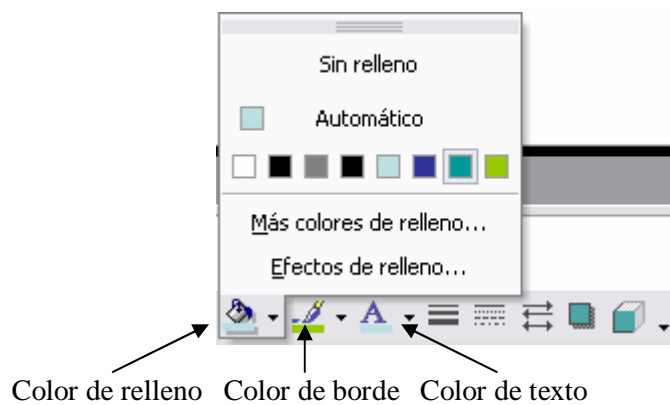 Sin relleno
Automático
Más colores de relleno...
Efectos de relleno...
A
Color de relleno Color de borde Color de texto